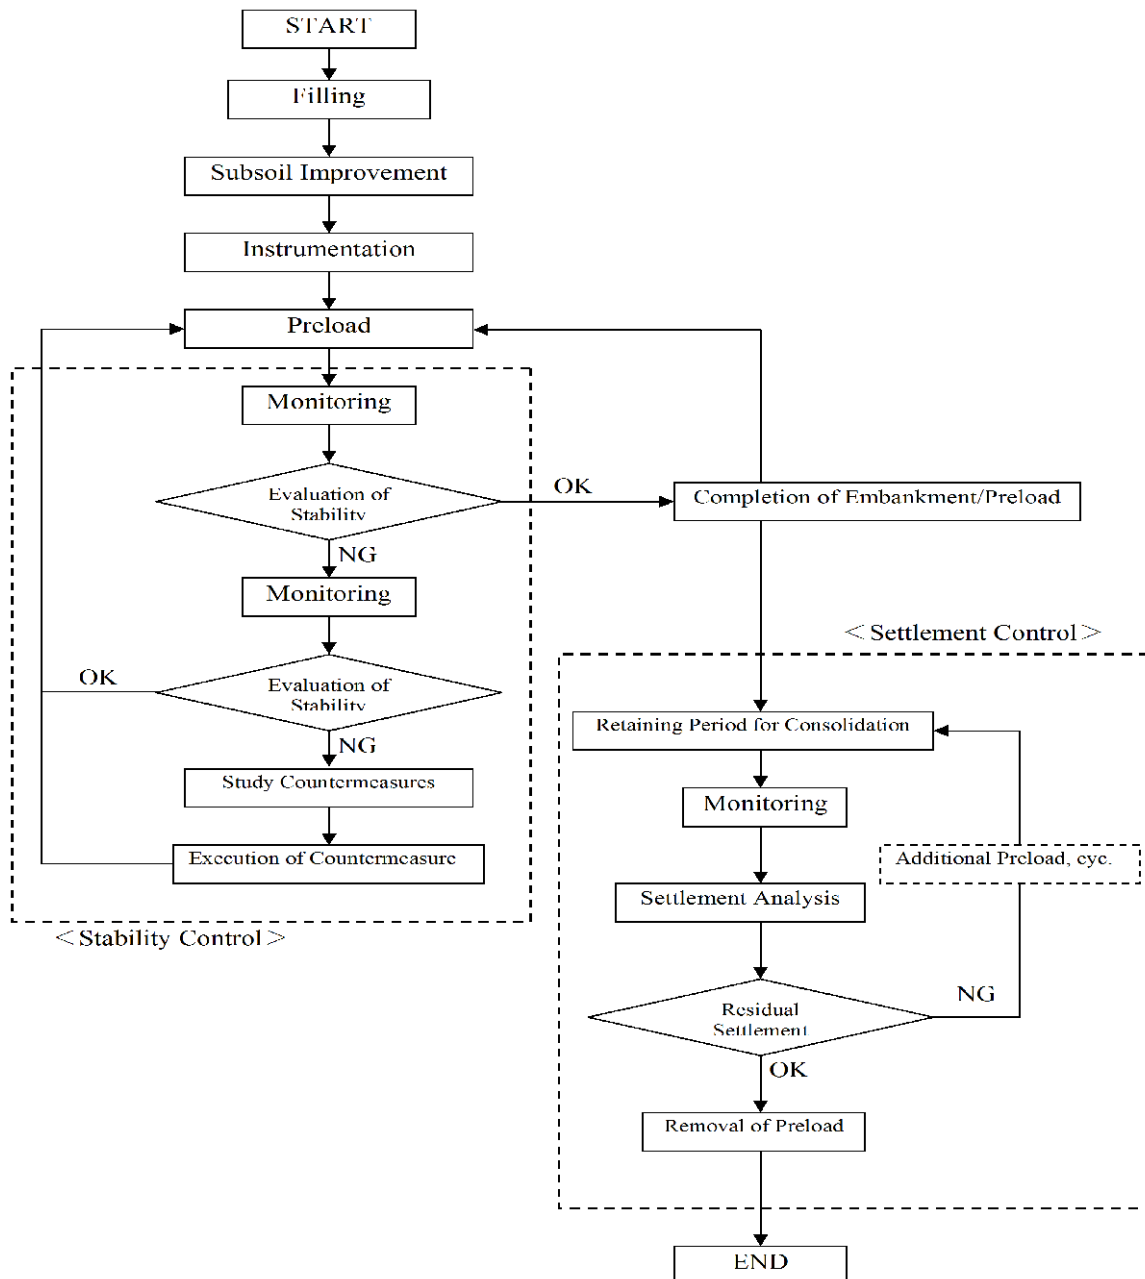 START
Filling
Subsoil Improvement
Instrumentation
Preload
Monitoring
Evaluation of
Stability
OK
Completion of Embankment/Preload
NG
Monitoring
<Settlement Control>
OK
Evaluation of
Stability
NG
Retaining Period for Consolidation
Study Countermeasures
Monitoring
Execution of Countermeasure
Additional Preload, cyc.
Settlement Analysis
<Stability Control>
Residual
Settlement
NG
OK
Removal of Preload
END